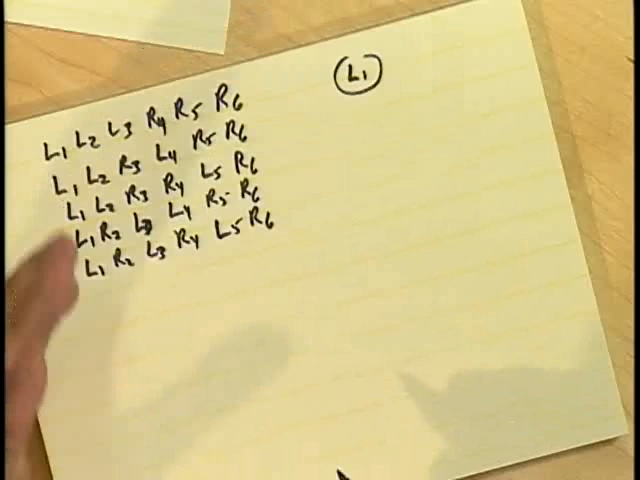 L1 L2 L3 R4 R5 R6
L1 L2 R3 L4 R5 R6
L1 L2 R3 R4 L5 R6
L1 R2 L3 L4 R5 R6
L1 R2 L3 R4 L5 R6
L1